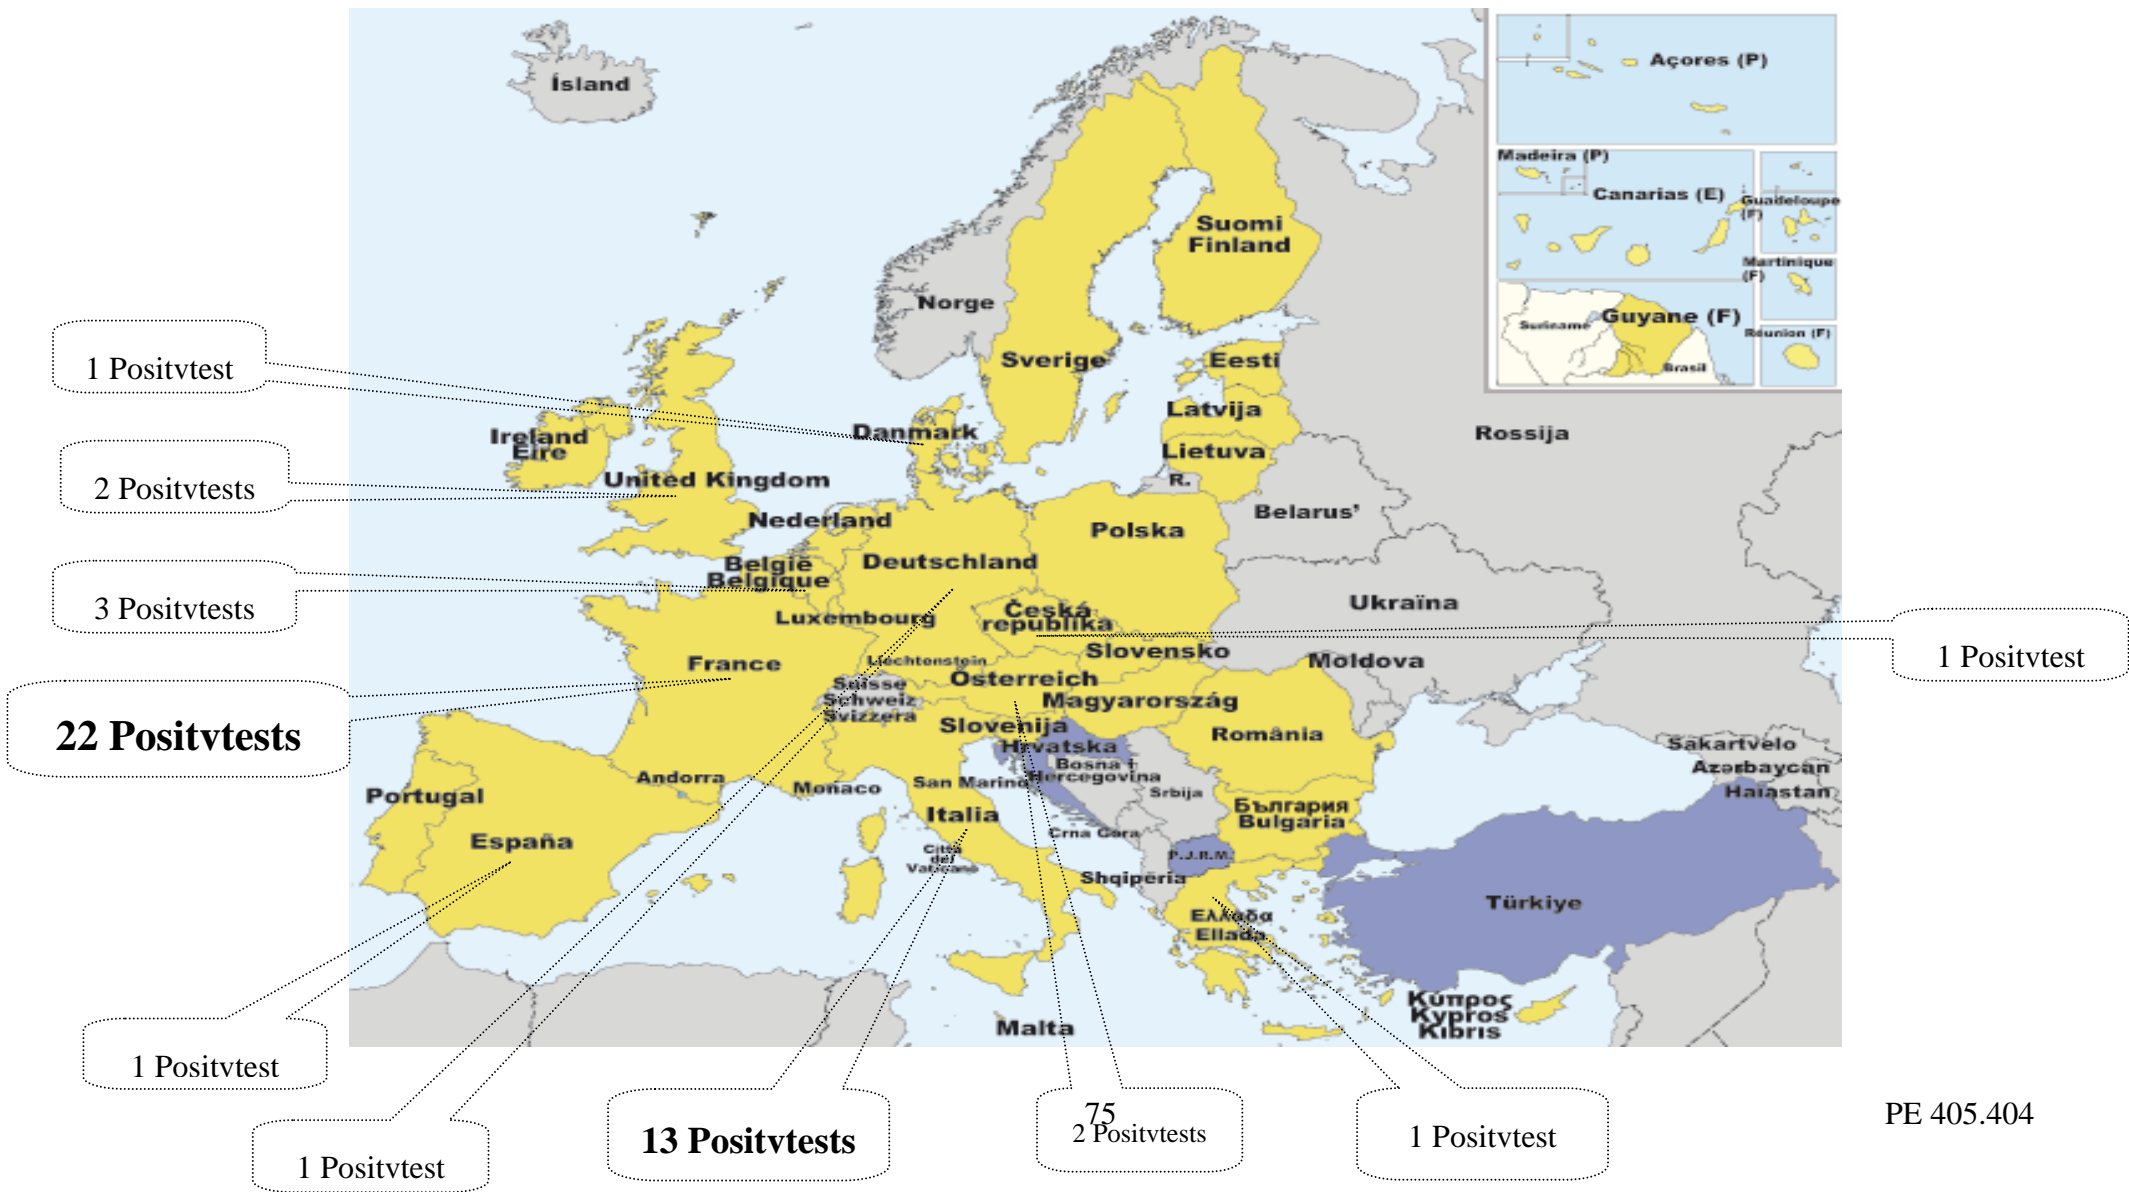 Ísland
Açores (P)
Madeira (P)
Canarias (E)
Guadeloupe
(F)
Martinique
(F)
Suriname
Guyane (F)
Brasil
Réunion (F)
Suomi
Finland
Norge
Sverige
Eesti
Latvija
Lietuva
R.
Rossija
Danmark
Ireland
Eire
United Kingdom
Nederland
België
Belgique
Luxembourg
Deutschland
Polska
Belarus'
Ukraïna
Česká
republika
Slovensko
Moldova
France
Liechtenstein
Österreich
Suisse
Schweiz
Svizzera
Magyarország
Slovenija
Hrvatska
România
Bosna i
Hercegovina
Sakartvelo
Azərbaycan
Haïastan
Andorra
Monaco
San Marino
Srbija
Portugal
España
Italia
България
Bulgaria
Crna Gora
Città
del
Vaticano
P.J.R.M.
Shqipëria
Ελλάδα
Ellada
Türkiye
Κύπρος
Kýpros
Kıbrıs
Malta
1 Positvtest
2 Positvtests
3 Positvtests
22 Positvtests
1 Positvtest
1 Positvtest
1 Positvtest
13 Positvtests
75
2 Positvtests
1 Positvtest
PE 405.404